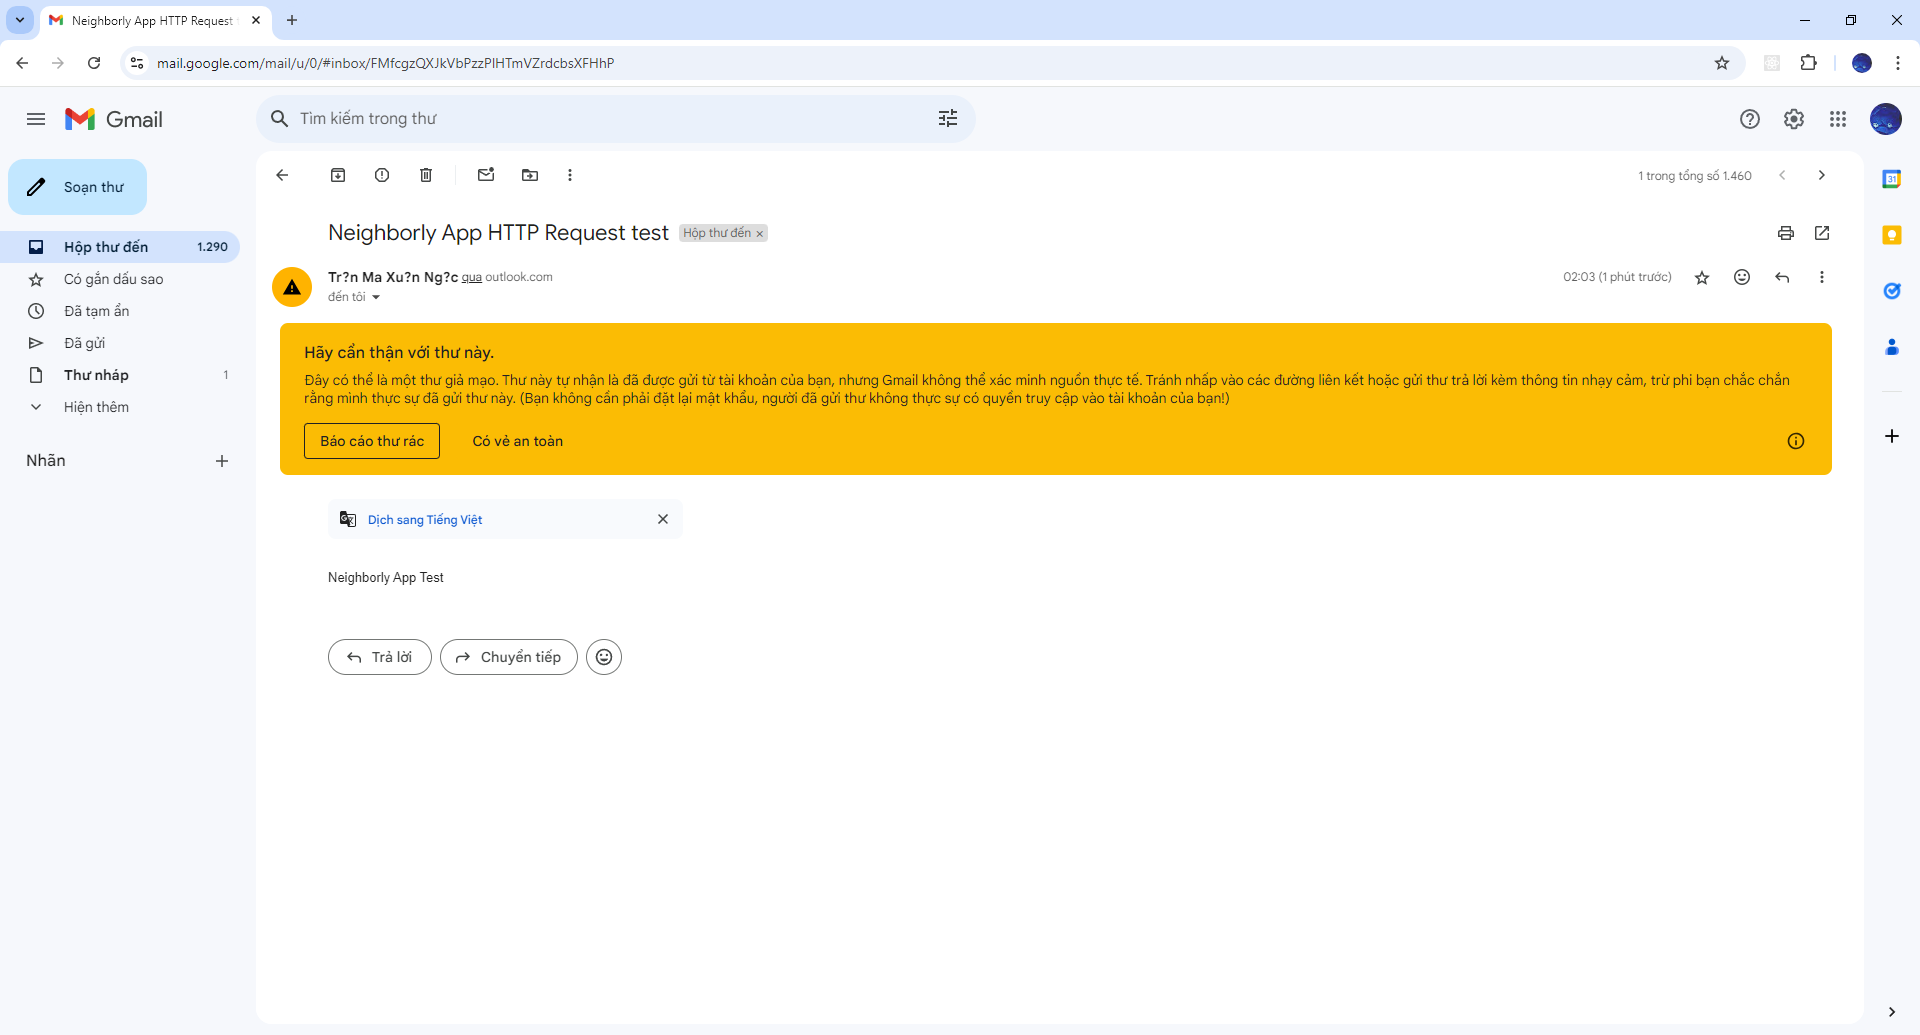 Neighborly App HTTP Request
mail.google.com/mail/u/0/#inbox/FMfcgzQXJkVbPzzPlHTmVZrdcbsXFHhP
Gmail
Tìm kiếm trong thư
Soạn thư
1 trong tổng số 1.460
Neighborly App HTTP Request test
Hộp thư đến ×
Hộp thư đến 1.290
Có gắn dấu sao
Đã tạm ẩn
Đã gửi
Thư nháp 1
Hiện thêm
Nhãn
Tr?n Ma Xu?n Ng?c qua outlook.com
02:03 (1 phút trước)
đến tôi
Hãy cẩn thận với thư này.
Đây có thể là một thư giả mạo. Thư này tự nhận là đã được gửi từ tài khoản của bạn, nhưng Gmail không thể xác minh nguồn thực tế. Tránh nhấp vào các đường liên kết hoặc gửi thư trả lời kèm thông tin nhạy cảm, trừ phi bạn chắc chắn
rằng mình thực sự đã gửi thư này. (Bạn không cần phải đặt lại mật khẩu, người đã gửi thư không thực sự có quyền truy cập vào tài khoản của bạn!)
Báo cáo thư rác
Có vẻ an toàn
Dịch sang Tiếng Việt
Neighborly App Test
Trả lời
Chuyển tiếp
31